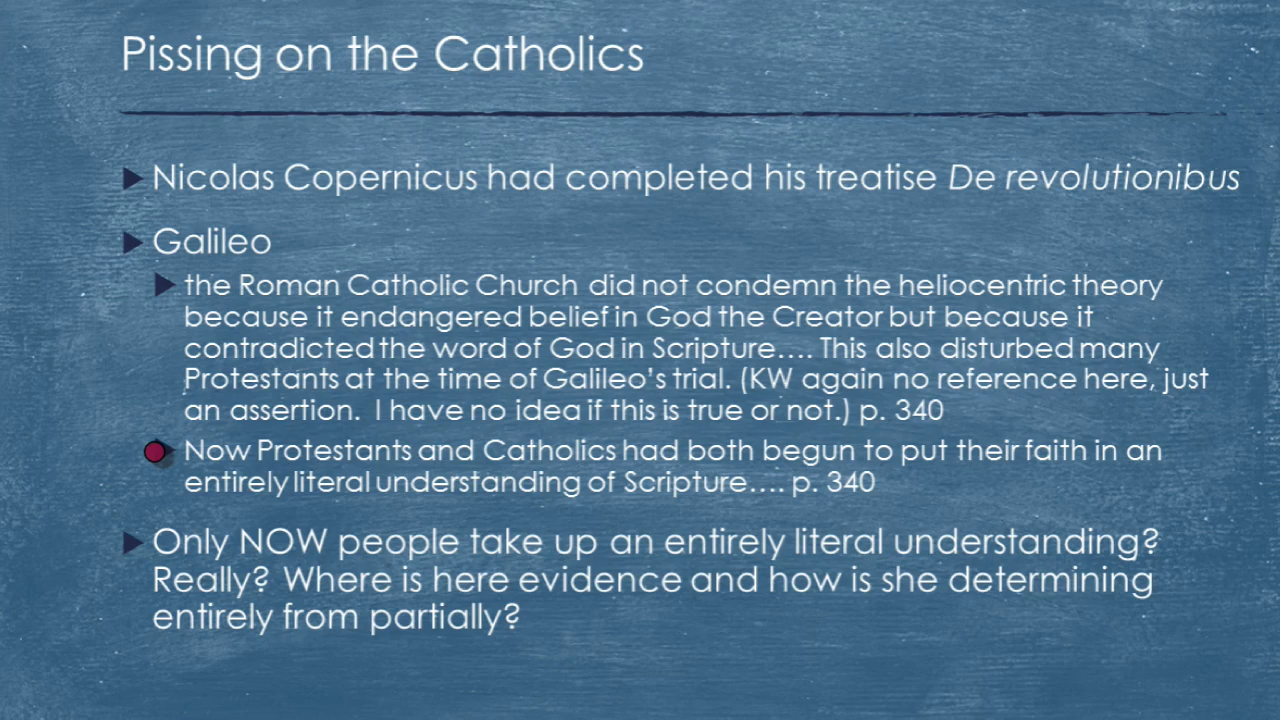 Pissing on the Catholics
Nicolas Copernicus had completed his treatise De revolutionibus
Galileo
the Roman Catholic Church did not condemn the heliocentric theory
because it endangered belief in God the Creator but because it
contradicted the word of God in Scripture…. This also disturbed many
Protestants at the time of Galileo's trial. (KW again no reference here, just
an assertion. I have no idea if this is true or not.) p. 340
Now Protestants and Catholics had both begun to put their faith in an
entirely literal understanding of Scripture…. p. 340
Only NOW people take up an entirely literal understanding?
Really? Where is here evidence and how is she determining
entirely from partially?